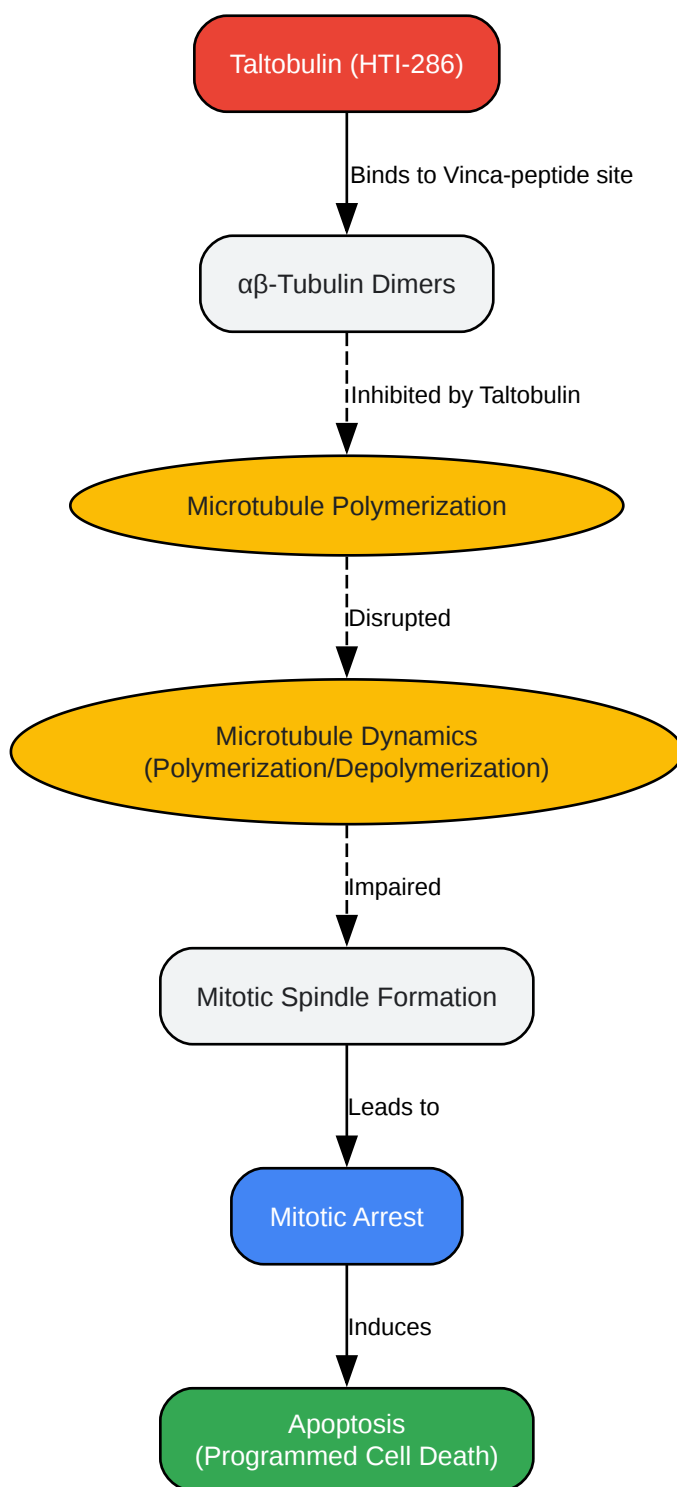 Taltobulin (HTI-286)
Binds to Vinca-peptide site
αβ-Tubulin Dimers
Inhibited by Taltobulin
Microtubule Polymerization
Disrupted
Microtubule Dynamics
(Polymerization/Depolymerization)
Impaired
Mitotic Spindle Formation
Leads to
Mitotic Arrest
Induces
Apoptosis
(Programmed Cell Death)